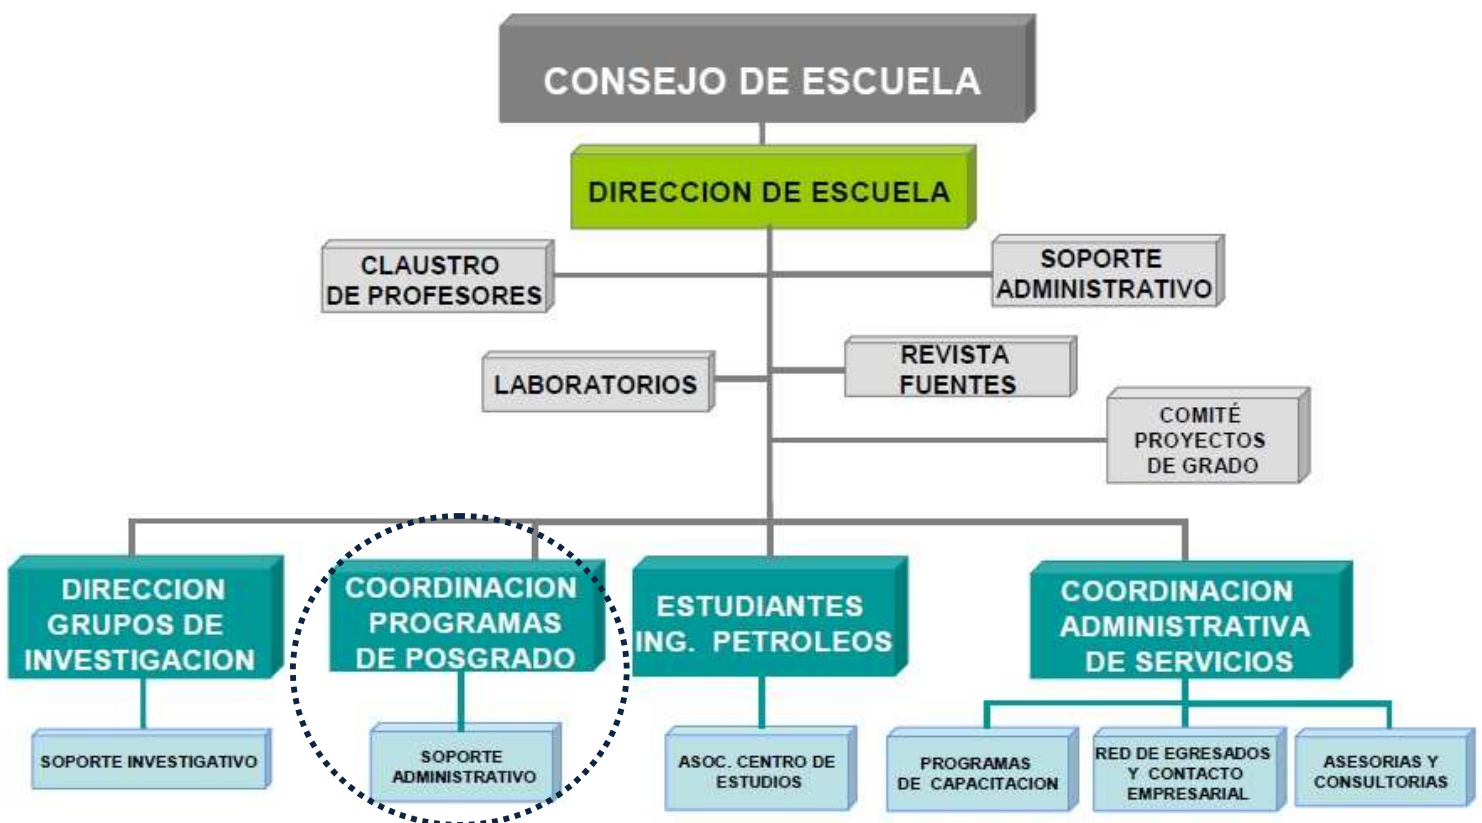 CONSEJO DE ESCUELA
DIRECCION DE ESCUELA
CLAUSTRO
DE PROFESORES
SOPORTE
ADMINISTRATIVO
LABORATORIOS
REVISTA
FUENTES
COMITÉ
PROYECTOS
DE GRADO
DIRECCION
GRUPOS DE
INVESTIGACION
COORDINACION
PROGRAMAS
DE POSGRADO
ESTUDIANTES
ING. PETROLEOS
COORDINACION
ADMINISTRATIVA
DE SERVICIOS
SOPORTE INVESTIGATIVO
SOPORTE
ADMINISTRATIVO
ASOC. CENTRO DE
ESTUDIOS
PROGRAMAS
DE CAPACITACION
RED DE EGRESADOS
Y CONTACTO
EMPRESARIAL
ASESORIAS Y
CONSULTORIAS